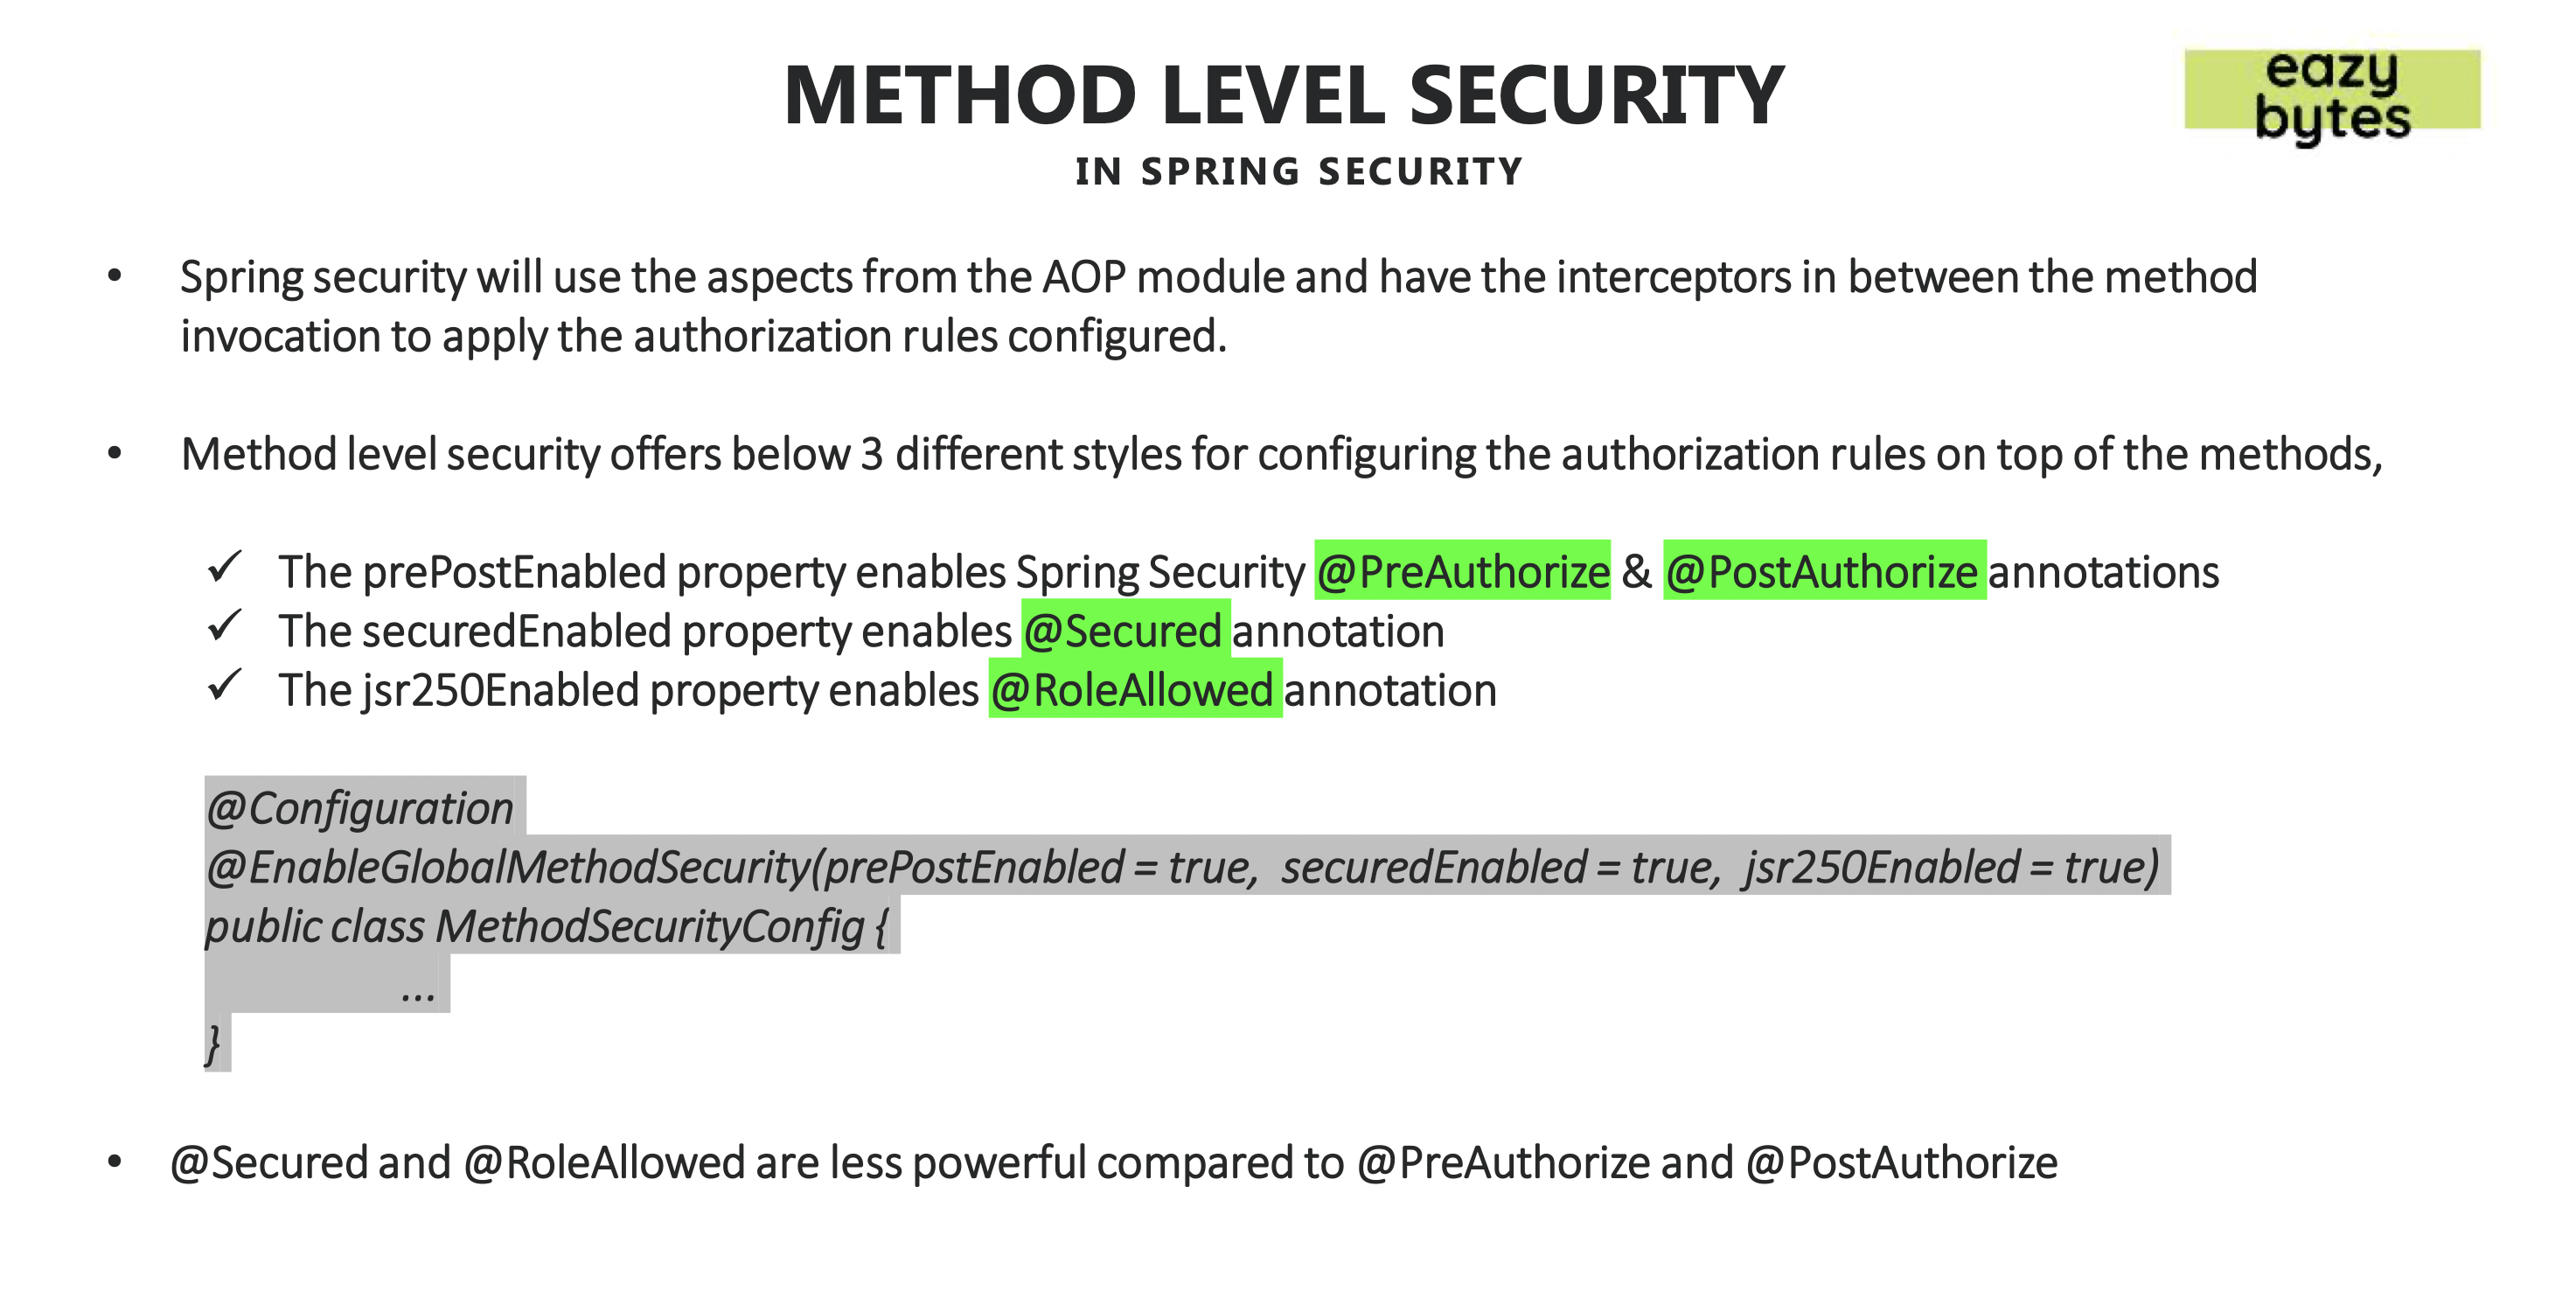 METHOD LEVEL SECURITY
IN SPRING SECURITY
eazy
bytes
• Spring security will use the aspects from the AOP module and have the interceptors in between the method
invocation to apply the authorization rules configured.
• Method level security offers below 3 different styles for configuring the authorization rules on top of the methods,
✓ The prePostEnabled property enables Spring Security @PreAuthorize & @PostAuthorize annotations
✓ The securedEnabled property enables @Secured annotation
✓ The jsr250Enabled property enables @RoleAllowed annotation
@Configuration
@EnableGlobalMethodSecurity(prePostEnabled = true, securedEnabled = true, jsr250Enabled = true)
public class MethodSecurityConfig {
...
}
• @Secured and @RoleAllowed are less powerful compared to @PreAuthorize and @PostAuthorize